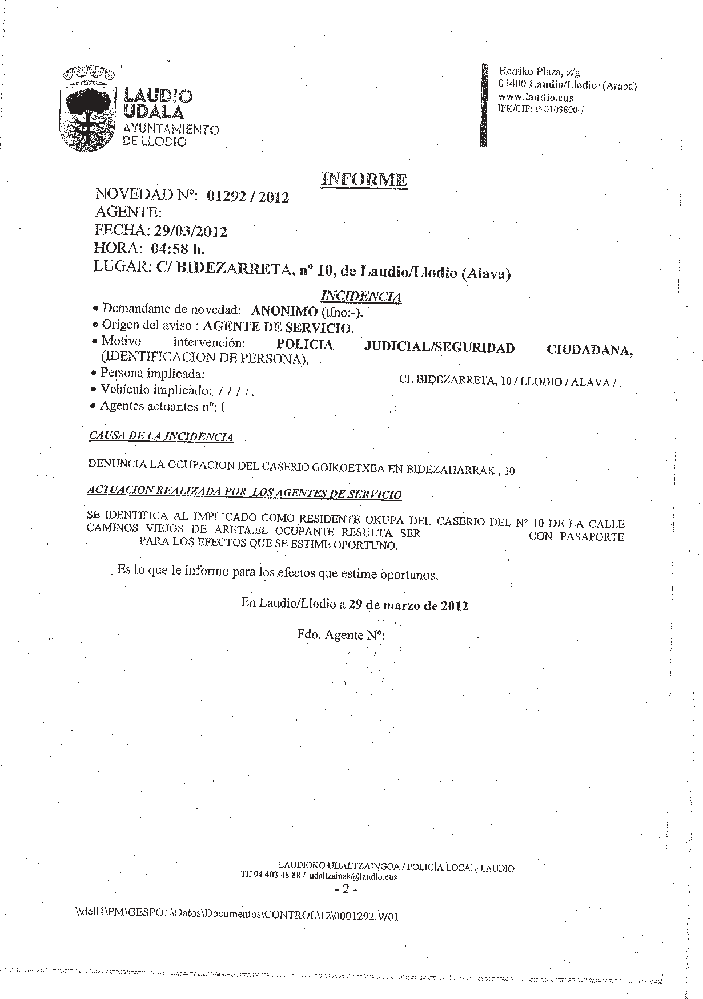 LAUDIO
UDALA
AYUNTAMIENTO
DE LLODIO
Herriko Plaza, z/g
01400 Laudio/Llodio (Araba)
www.laudio.eus
IFK/CIF: P-0103800-J
INFORME
NOVEDAD Nº: 01292 / 2012
AGENTE:
FECHA: 29/03/2012
HORA: 04:58 h.
LUGAR: C/ BIDEZARRETA, nº 10, de Laudio/Llodio (Alava)
INCIDENCIA
• Demandante de novedad: ANONIMO (tfno:-).
• Origen del aviso : AGENTE DE SERVICIO.
• Motivo intervención: POLICIA JUDICIAL/SEGURIDAD CIUDADANA,
(IDENTIFICACION DE PERSONA).
• Persona implicada: CL BIDEZARRETA, 10 / LLODIO / ALAVA / .
• Vehículo implicado: / / / /.
• Agentes actuantes nº: (
CAUSA DE LA INCIDENCIA
DENUNCIA LA OCUPACION DEL CASERIO GOIKOETXEA EN BIDEZAHARRAK , 10
ACTUACION REALIZADA POR LOS AGENTES DE SERVICIO
SE IDENTIFICA AL IMPLICADO COMO RESIDENTE OKUPA DEL CASERIO DEL Nº 10 DE LA CALLE
CAMINOS VIEJOS DE ARETA.EL OCUPANTE RESULTA SER CON PASAPORTE
PARA LOS EFECTOS QUE SE ESTIME OPORTUNO.
Es lo que le informo para los efectos que estime oportunos.
En Laudio/Llodio a 29 de marzo de 2012
Fdo. Agente Nº:
LAUDIOKO UDALTZAINGOA / POLICÍA LOCAL, LAUDIO
Tlf 94 403 48 88 / udaltzainak@laudio.eus
- 2 -
\\dell1\PM\GESPOL\Datos\Documentos\CONTROL\12\0001292.W01